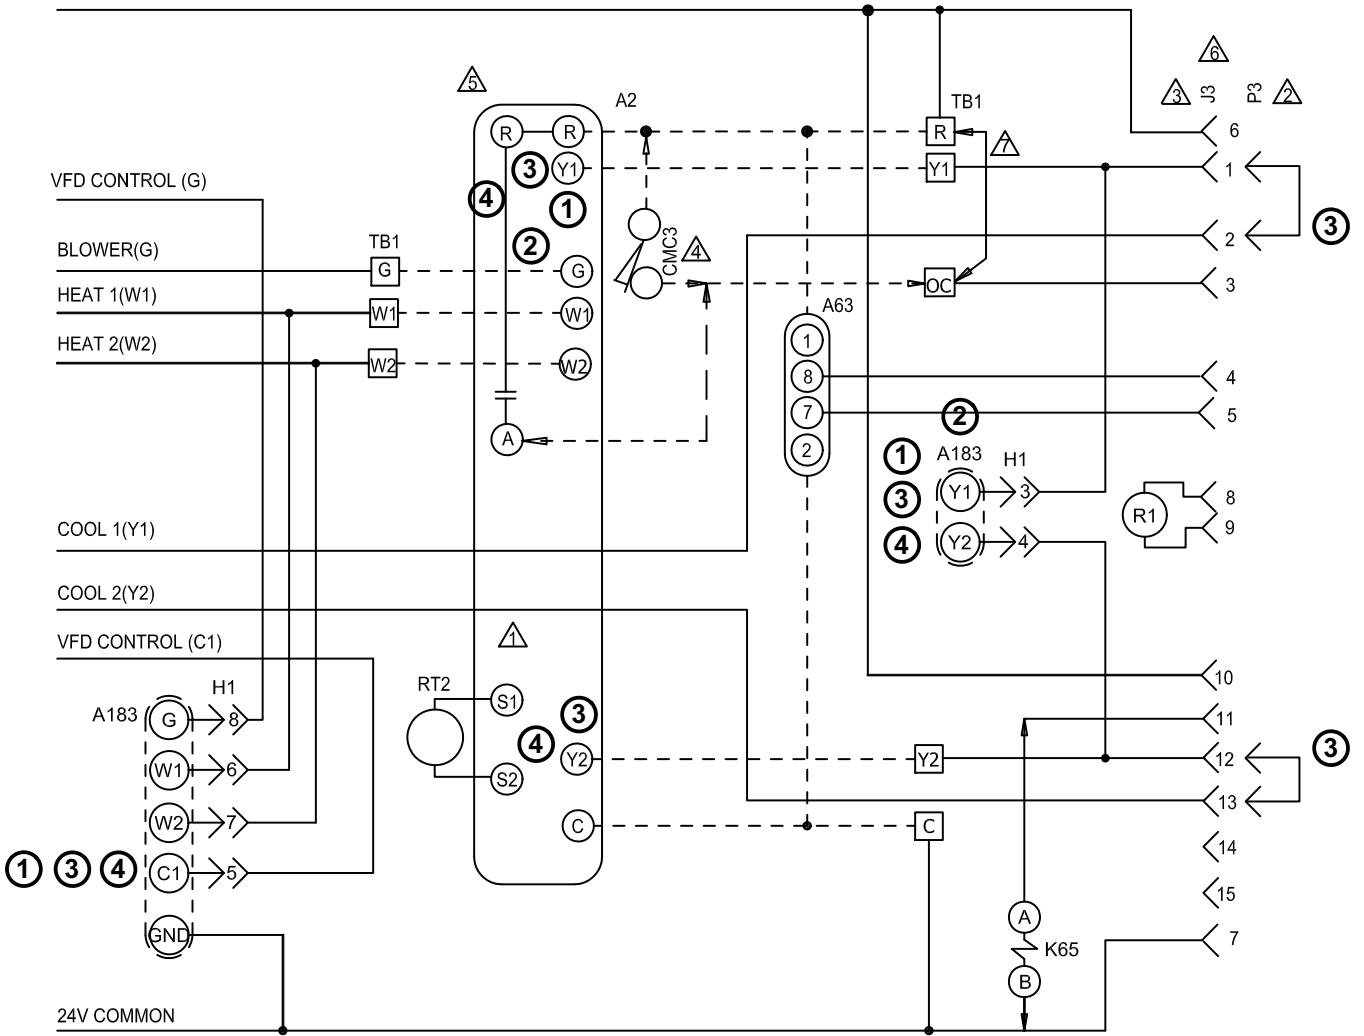 6
5
A2
TB1
3
J3
P3
2
R
R
R
7
6
3
Y1
Y1
1
VFD CONTROL (G)
4
1
2
3
3
BLOWER(G)
TB1
G
2
G
CMC3
4
2
HEAT 1(W1)
W1
W1
OC
3
A63
HEAT 2(W2)
W2
W2
1
8
4
7
2
5
A
2
1
A183
H1
3
Y1
3
8
R1
9
COOL 1(Y1)
4
Y2
4
COOL 2(Y2)
1
VFD CONTROL (C1)
RT2
S1
10
A183
H1
G
8
3
11
4
Y2
Y2
12
3
W1
6
S2
13
W2
7
C
C
14
1
3
4
C1
5
15
A
GND
K65
7
B
24V COMMON